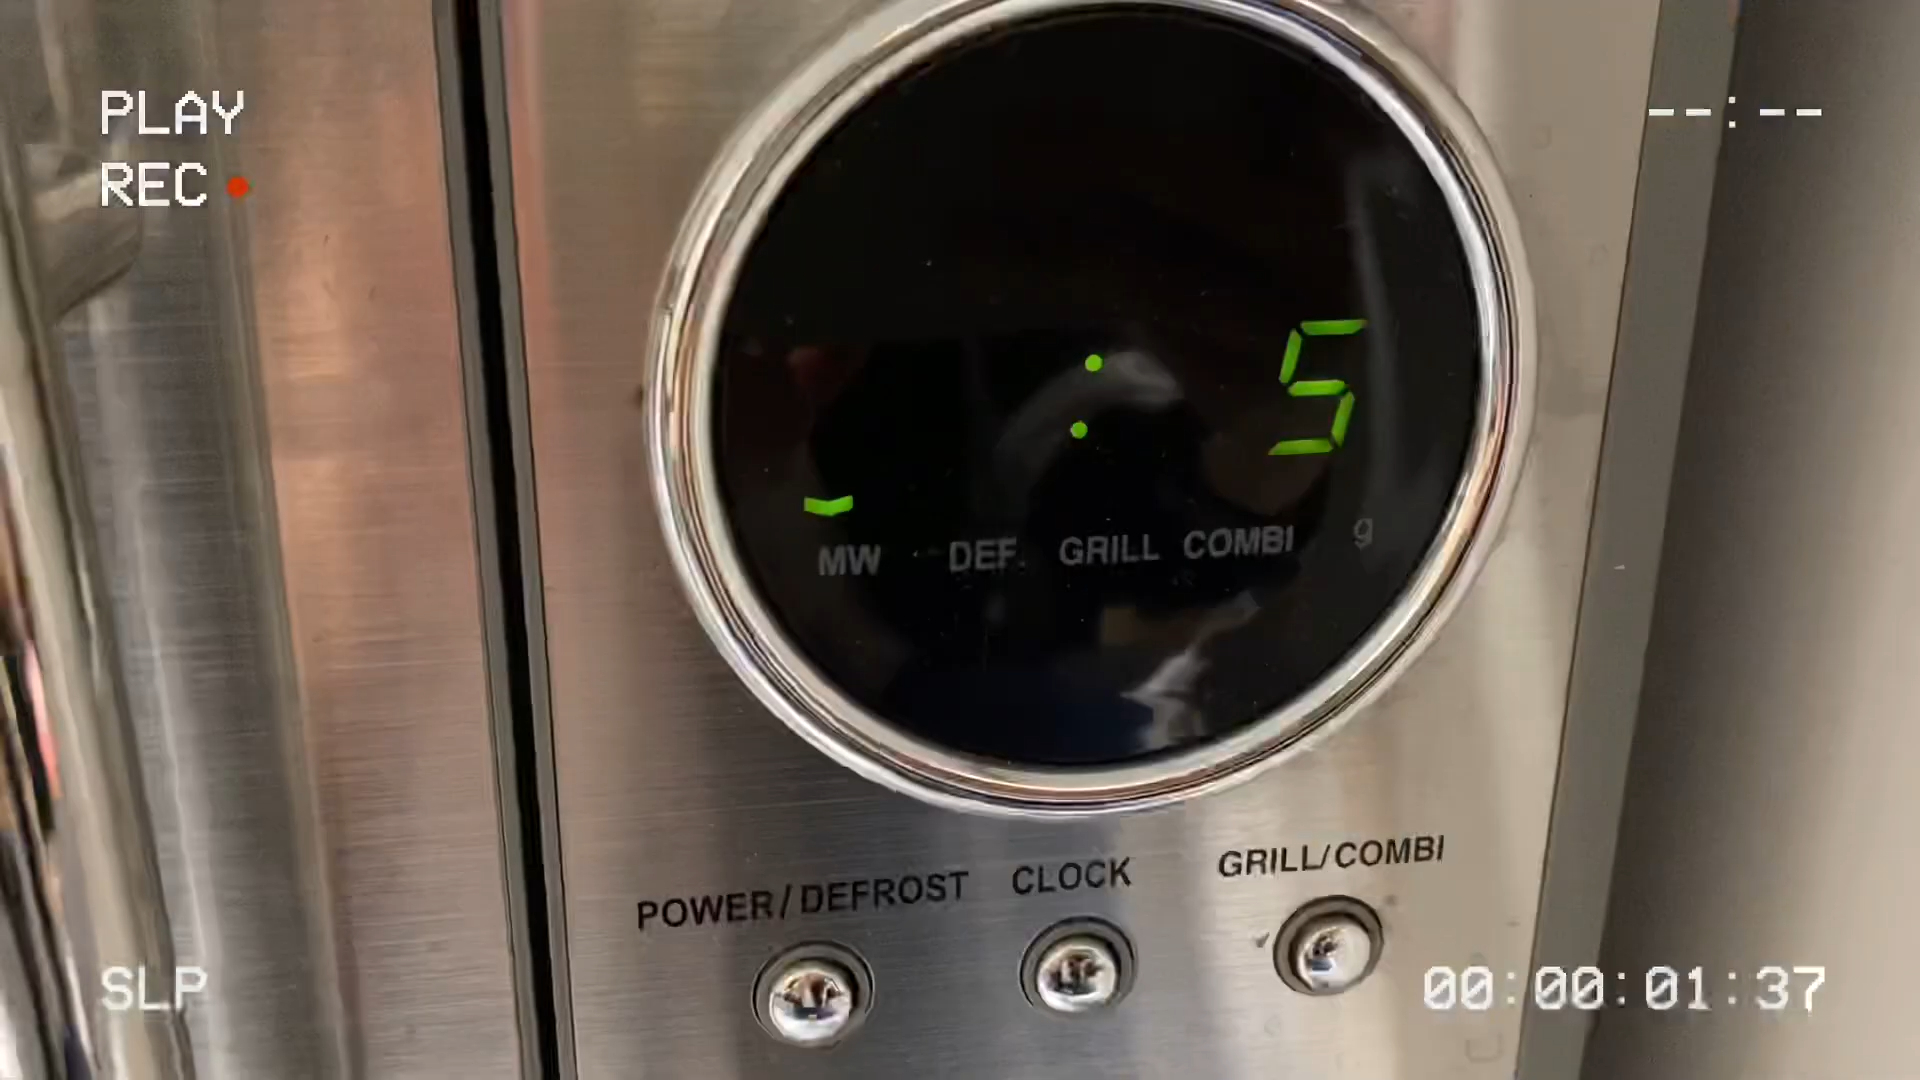 PLAY
--:--
REC
: 5
MW DEF. GRILL COMBI g
POWER/DEFROST CLOCK GRILL/COMBI
SLP
00:00:01:37